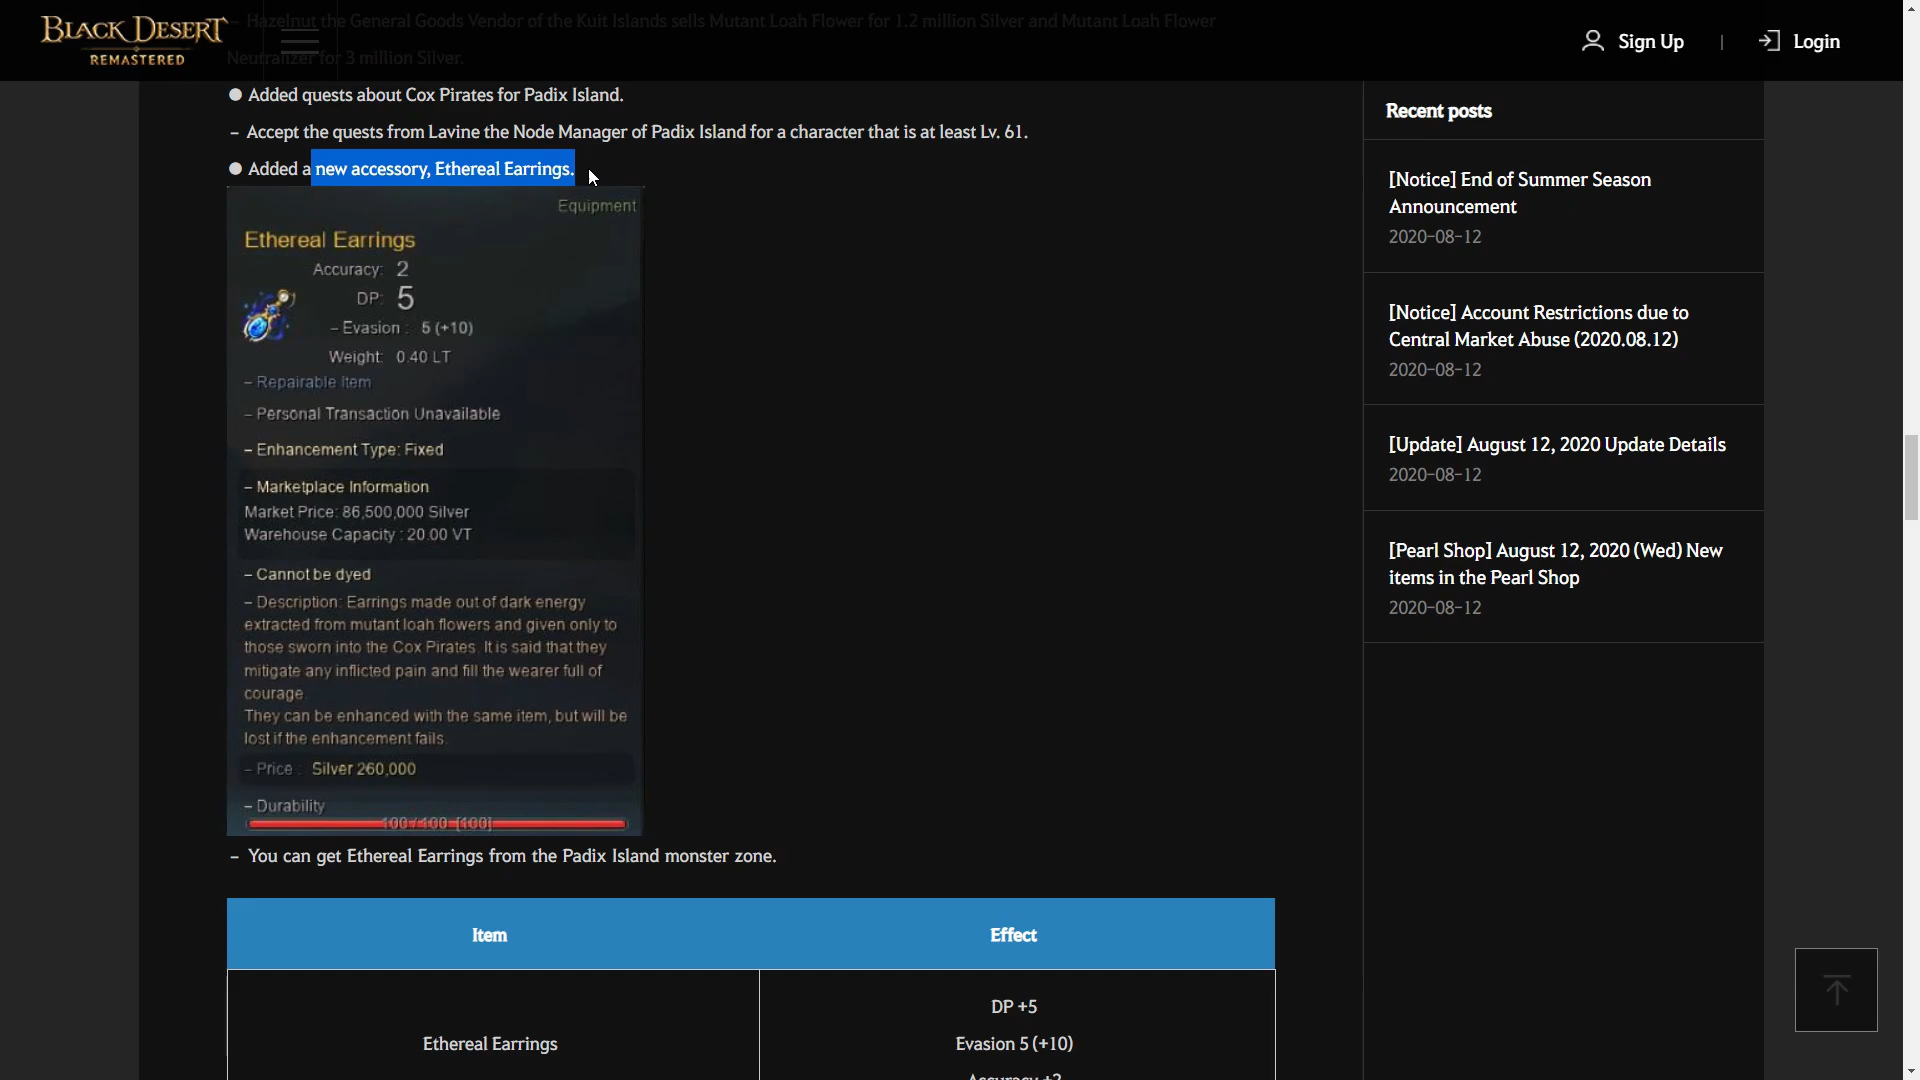 BLACK DESERT
REMASTERED
– Hazelnut the General Goods Vendor of the Kuit Islands sells Mutant Loah Flower for 1.2 million Silver and Mutant Loah Flower
Neutralizer for 3 million Silver.
Sign Up | Login
● Added quests about Cox Pirates for Padix Island.
– Accept the quests from Lavine the Node Manager of Padix Island for a character that is at least Lv. 61.
● Added a new accessory, Ethereal Earrings.
Equipment
Ethereal Earrings
Accuracy: 2
DP: 5
– Evasion : 5 (+10)
Weight: 0.40 LT
– Repairable Item
– Personal Transaction Unavailable
– Enhancement Type: Fixed
– Marketplace Information
Market Price: 86,500,000 Silver
Warehouse Capacity : 20.00 VT
– Cannot be dyed
– Description: Earrings made out of dark energy
extracted from mutant loah flowers and given only to
those sworn into the Cox Pirates. It is said that they
mitigate any inflicted pain and fill the wearer full of
courage.
They can be enhanced with the same item, but will be
lost if the enhancement fails.
– Price : Silver 260,000
– Durability
100 / 100 [100]
– You can get Ethereal Earrings from the Padix Island monster zone.
Item
Effect
Ethereal Earrings
DP +5
Evasion 5 (+10)
Accuracy +2
Recent posts
[Notice] End of Summer Season
Announcement
2020-08-12
[Notice] Account Restrictions due to
Central Market Abuse (2020.08.12)
2020-08-12
[Update] August 12, 2020 Update Details
2020-08-12
[Pearl Shop] August 12, 2020 (Wed) New
items in the Pearl Shop
2020-08-12